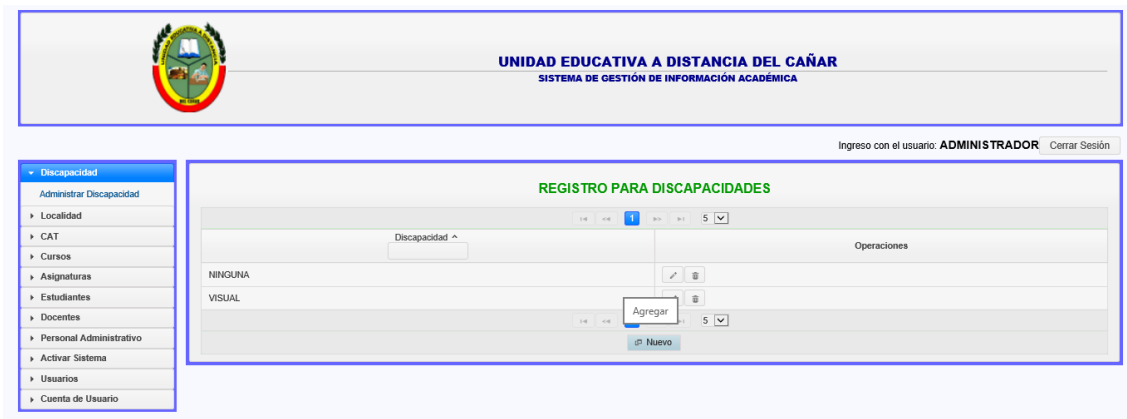 UNIDAD EDUCATIVA A DISTANCIA DEL CAÑAR
SISTEMA DE GESTIÓN DE INFORMACIÓN ACADÉMICA
Ingreso con el usuario: ADMINISTRADOR Cerrar Sesión
Discapacidad
Administrar Discapacidad
Localidad
CAT
Cursos
Asignaturas
Estudiantes
Docentes
Personal Administrativo
Activar Sistema
Usuarios
Cuenta de Usuario
REGISTRO PARA DISCAPACIDADES
1 5
Discapacidad Operaciones
NINGUNA
VISUAL
Agregar
5
Nuevo